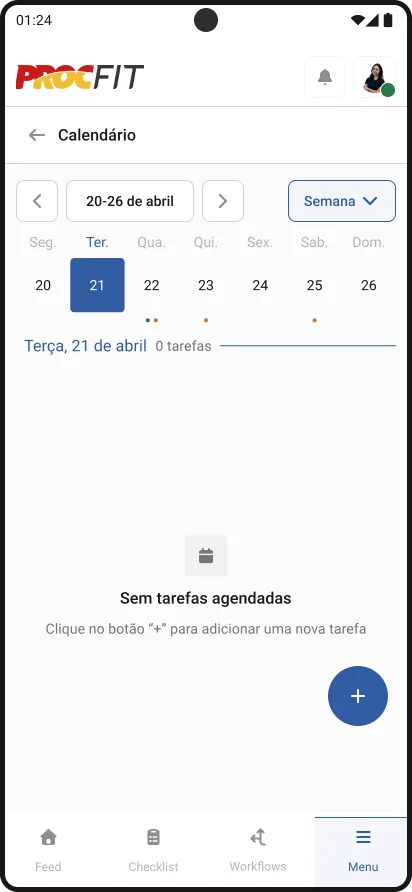 01:24
PROCFIT
Calendário
20-26 de abril
Semana
Seg. Ter. Qua. Qui. Sex. Sab. Dom.
20 21 22 23 24 25 26
Terça, 21 de abril 0 tarefas
Sem tarefas agendadas
Clique no botão “+” para adicionar uma nova tarefa
+
Feed Checklist Workflows Menu